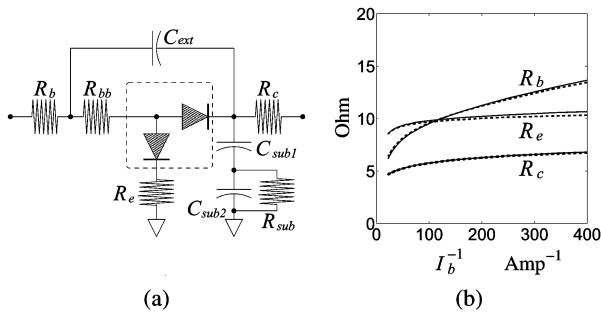 C_ext
R_b R_bb R_c
R_e
C_sub1
C_sub2
R_sub
(a)
Ohm
20
15
10
5
0
R_b
R_e
R_c
0 100 200 300 400
I_b^-1 Amp^-1
(b)